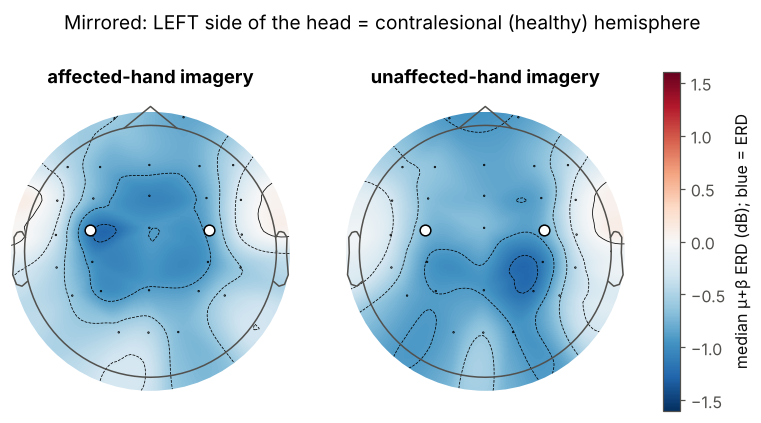 Mirrored: LEFT side of the head = contralesional (healthy) hemisphere
affected-hand imagery
unaffected-hand imagery
1.5
1.0
0.5
0.0
−0.5
−1.0
−1.5
median μ+β ERD (dB); blue = ERD